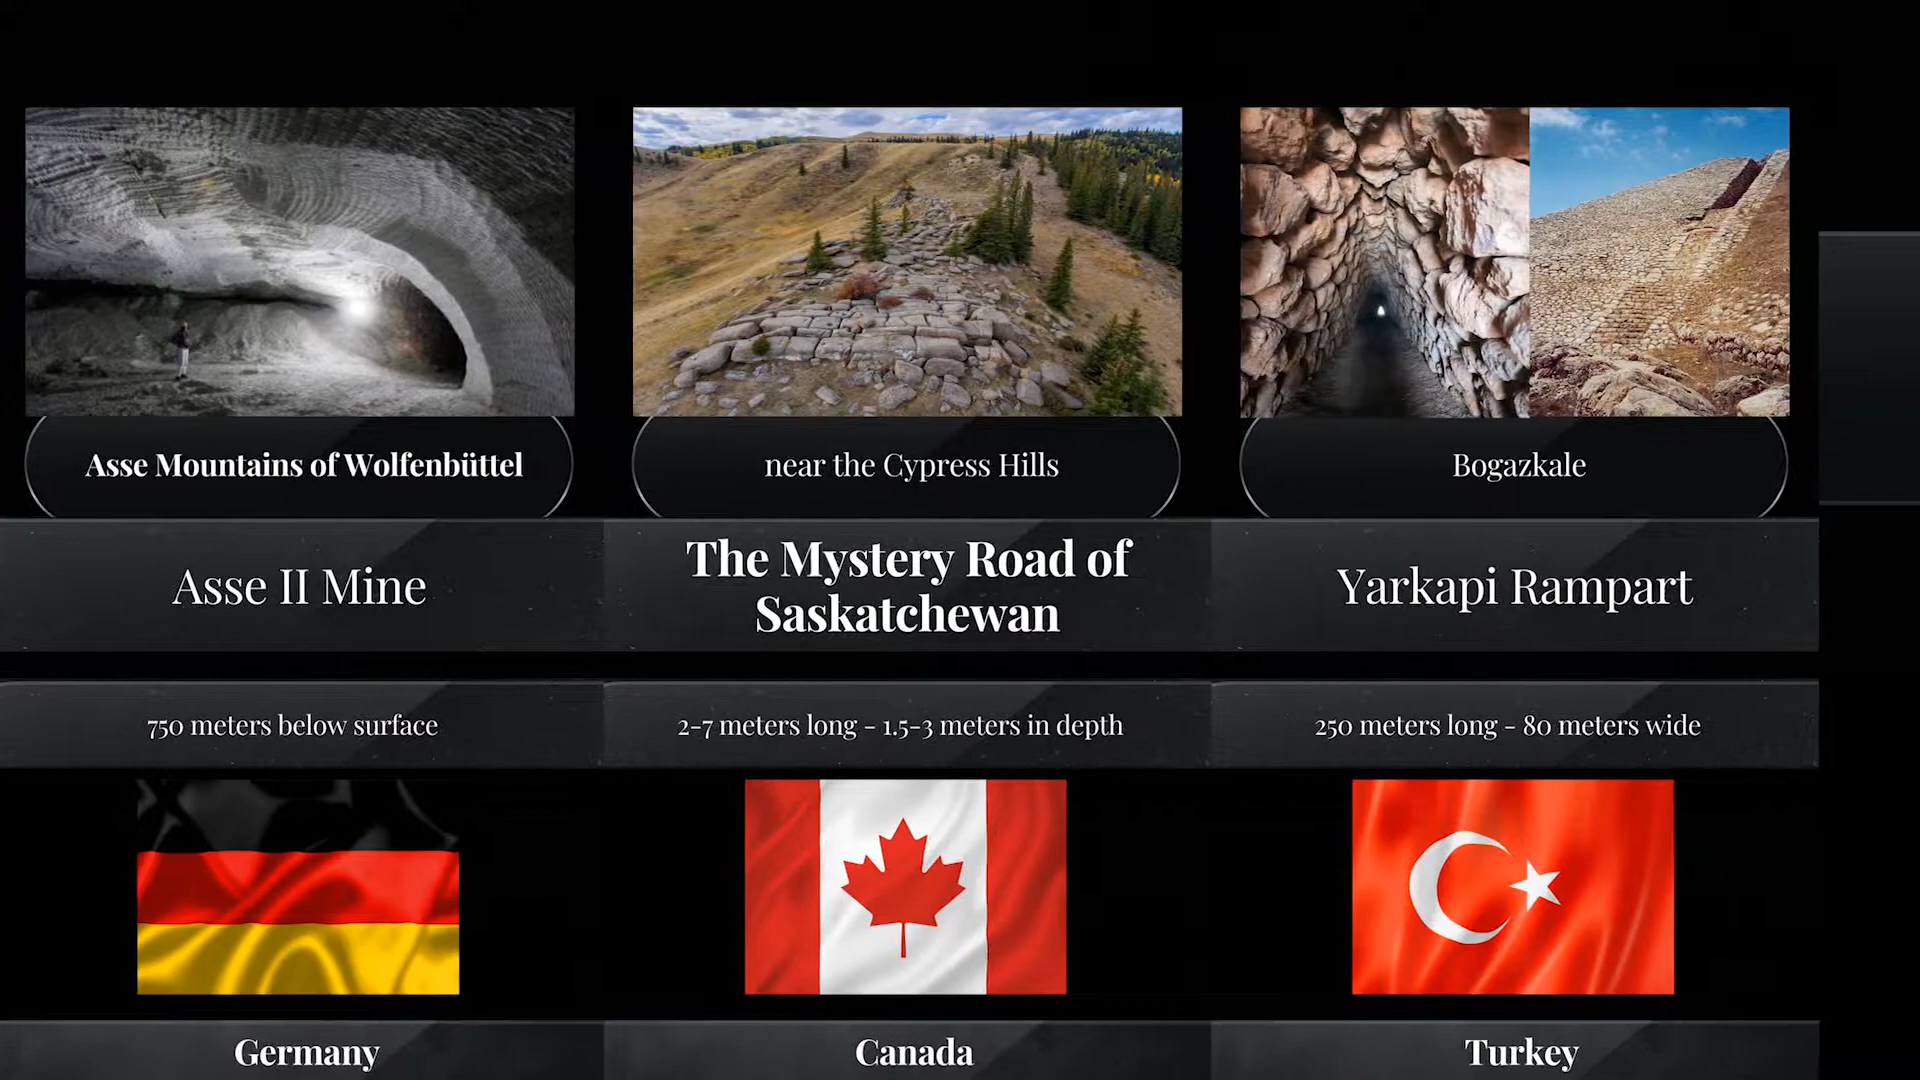 Asse Mountains of Wolfenbüttel
near the Cypress Hills
Bogazkale
Asse II Mine
The Mystery Road of
Saskatchewan
Yarkapi Rampart
750 meters below surface
2-7 meters long - 1.5-3 meters in depth
250 meters long - 80 meters wide
Germany
Canada
Turkey